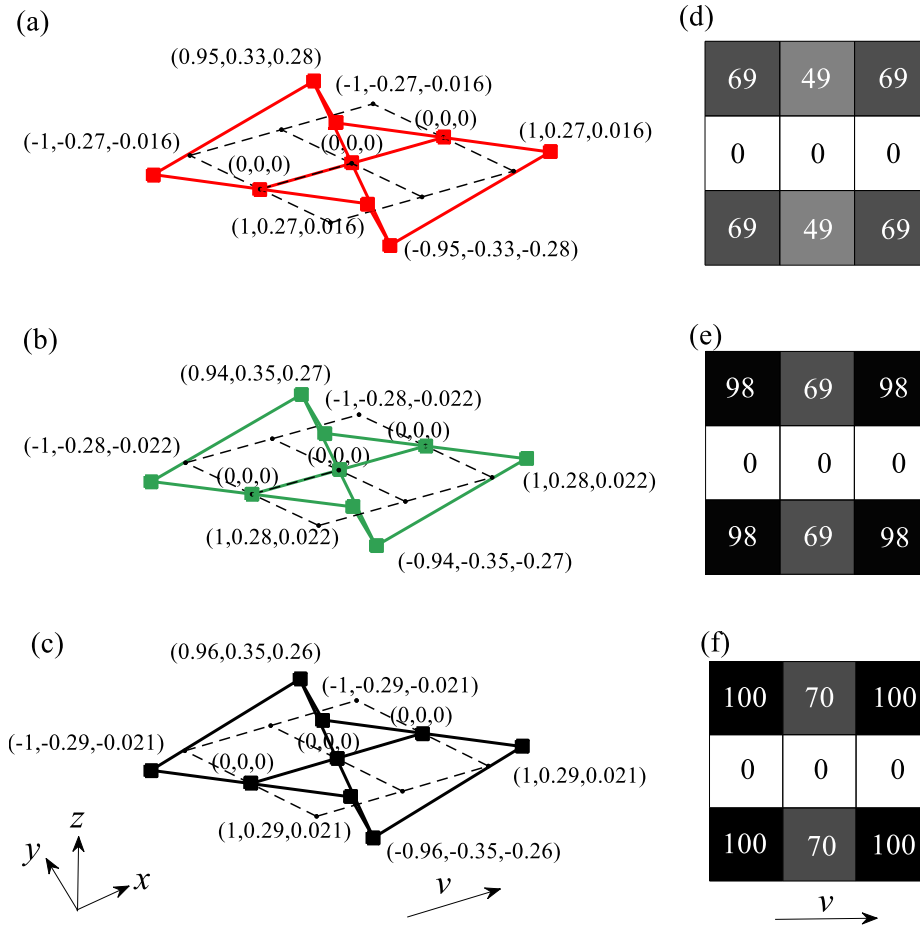 (a)
(0.95,0.33,0.28)
(-1,-0.27,-0.016)
(-1,-0.27,-0.016)
(0,0,0)
(1,0.27,0.016)
(0,0,0)
(0,0,0)
(1,0.27,0.016)
(-0.95,-0.33,-0.28)
(d)
69 49 69
0 0 0
69 49 69
(b)
(0.94,0.35,0.27)
(-1,-0.28,-0.022)
(-1,-0.28,-0.022)
(0,0,0)
(0,0,0)
(0,0,0)
(1,0.28,0.022)
(1,0.28,0.022)
(-0.94,-0.35,-0.27)
(e)
98 69 98
0 0 0
98 69 98
(c)
(0.96,0.35,0.26)
(-1,-0.29,-0.021)
(0,0,0)
(-1,-0.29,-0.021)
(0,0,0)
(0,0,0)
(1,0.29,0.021)
(1,0.29,0.021)
(-0.96,-0.35,-0.26)
z
y
x
v
(f)
100 70 100
0 0 0
100 70 100
v